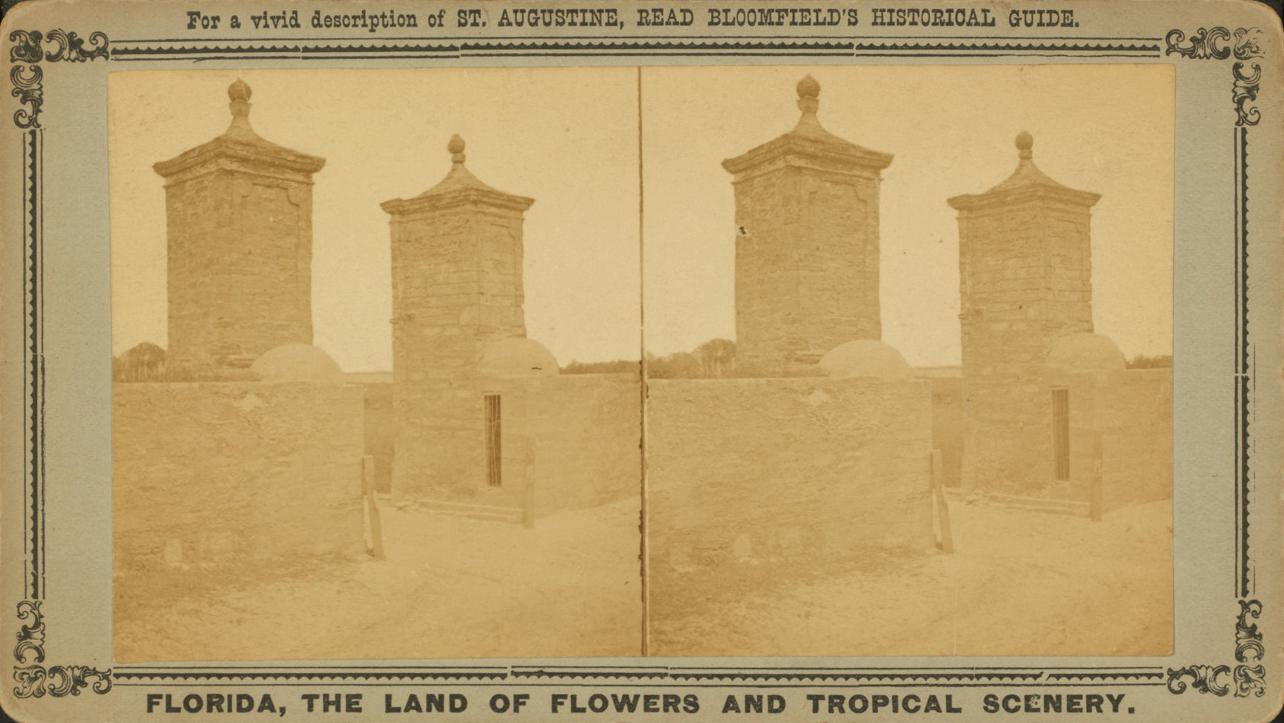 For a vivid description of ST. AUGUSTINE, READ BLOOMFIELD'S HISTORICAL GUIDE.
FLORIDA, THE LAND OF FLOWERS AND TROPICAL SCENERY.